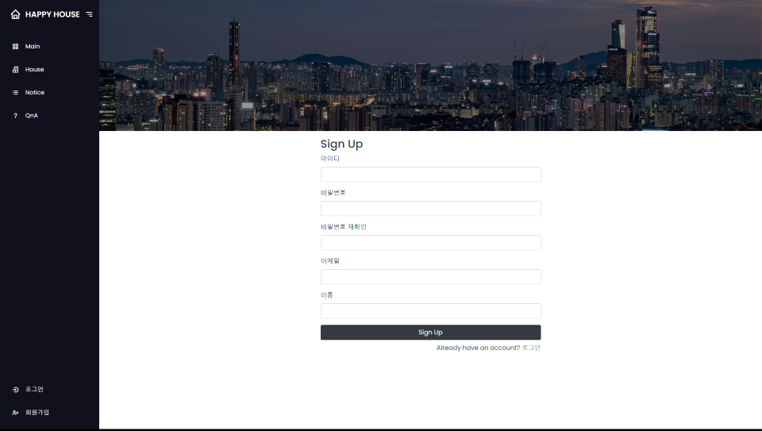 HAPPY HOUSE
Main
House
Notice
QnA
로그인
회원가입
Sign Up
아이디
비밀번호
비밀번호 재확인
이메일
이름
Sign Up
Already have an account? 로그인